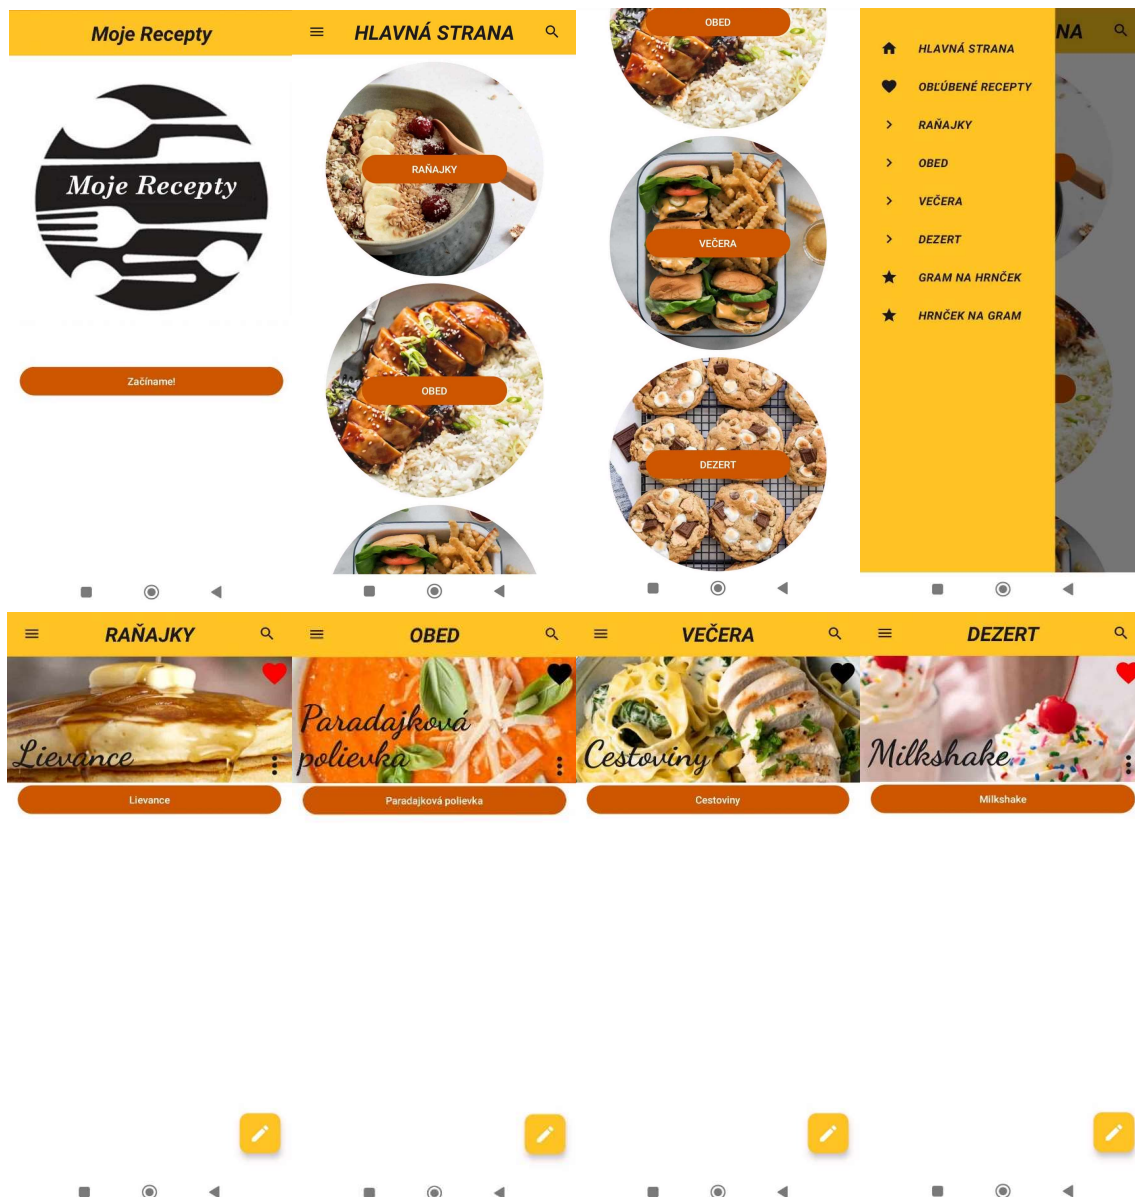 Moje Recepty
Moje Recepty
Začíname!
HLAVNÁ STRANA
RAŇAJKY
OBED
OBED
VEČERA
DEZERT
NA
HLAVNÁ STRANA
OBĽÚBENÉ RECEPTY
RAŇAJKY
OBED
VEČERA
DEZERT
GRAM NA HRNČEK
HRNČEK NA GRAM
RAŇAJKY
Lievance
Lievance
OBED
Paradajková
polievka
Paradajková polievka
VEČERA
Cestoviny
Cestoviny
DEZERT
Milkshake
Milkshake